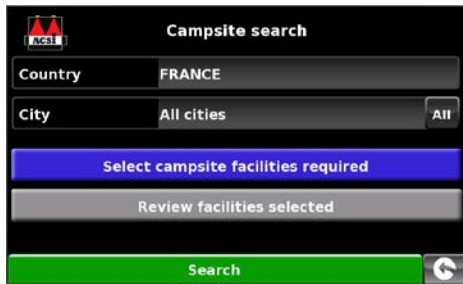 ACSI
Campsite search
Country FRANCE
City All cities All
Select campsite facilities required
Review facilities selected
Search